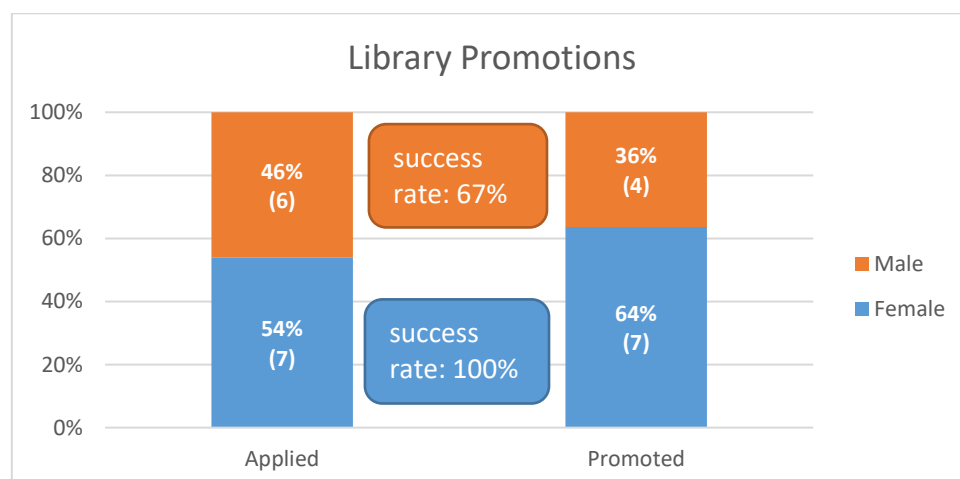 Library Promotions
100%
80%
60%
40%
20%
0%
46%
(6)
54%
(7)
success
rate: 67%
success
rate: 100%
36%
(4)
64%
(7)
Male
Female
Applied
Promoted